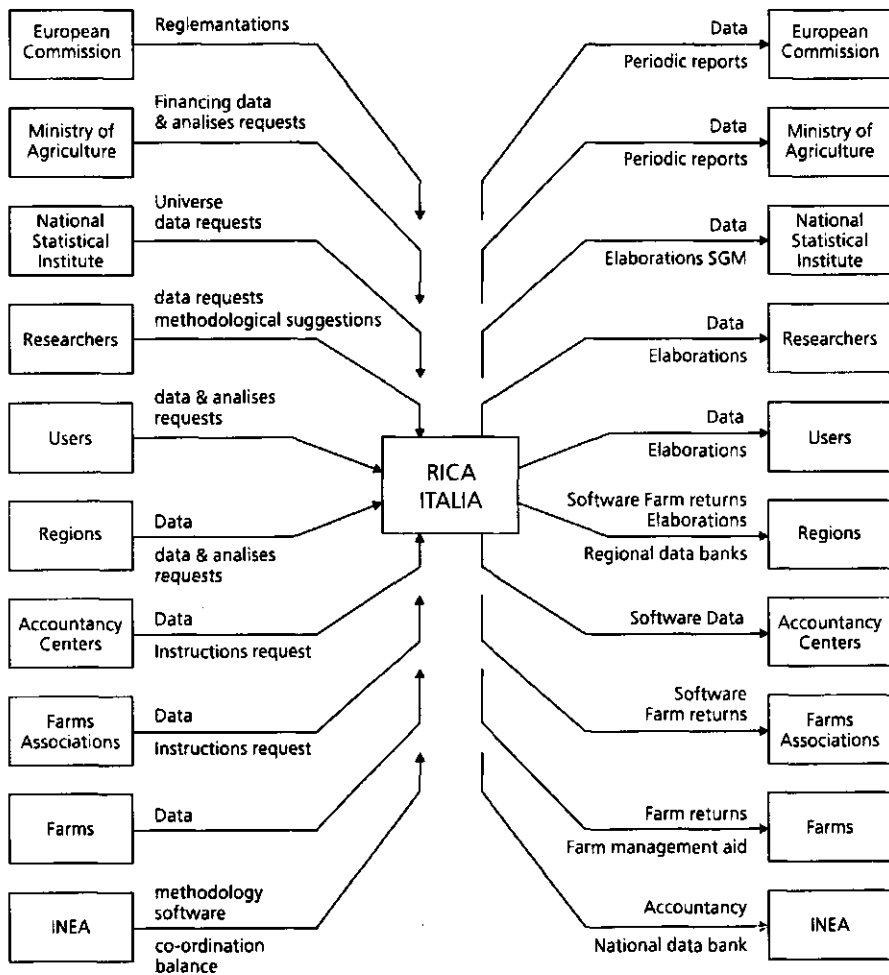 European
Commission
Reglemantations
Data
Periodic reports
European
Commission
Ministry of
Agriculture
Financing data
& analises requests
Data
Periodic reports
Ministry of
Agriculture
National
Statistical
Institute
Universe
data requests
Data
Elaborations SGM
National
Statistical
Institute
Researchers
data requests
methodological suggestions
Data
Elaborations
Researchers
Users
data & analises
requests
Data
Elaborations
Users
RICA
ITALIA
Regions
Data
data & analises
requests
Software Farm returns
Elaborations
Regional data banks
Regions
Accountancy
Centers
Data
Instructions request
Software Data
Accountancy
Centers
Farms
Associations
Data
Instructions request
Software
Farm returns
Farms
Associations
Farms
Data
Farm returns
Farm management aid
Farms
INEA
methodology
software
co-ordination
balance
Accountancy
National data bank
INEA